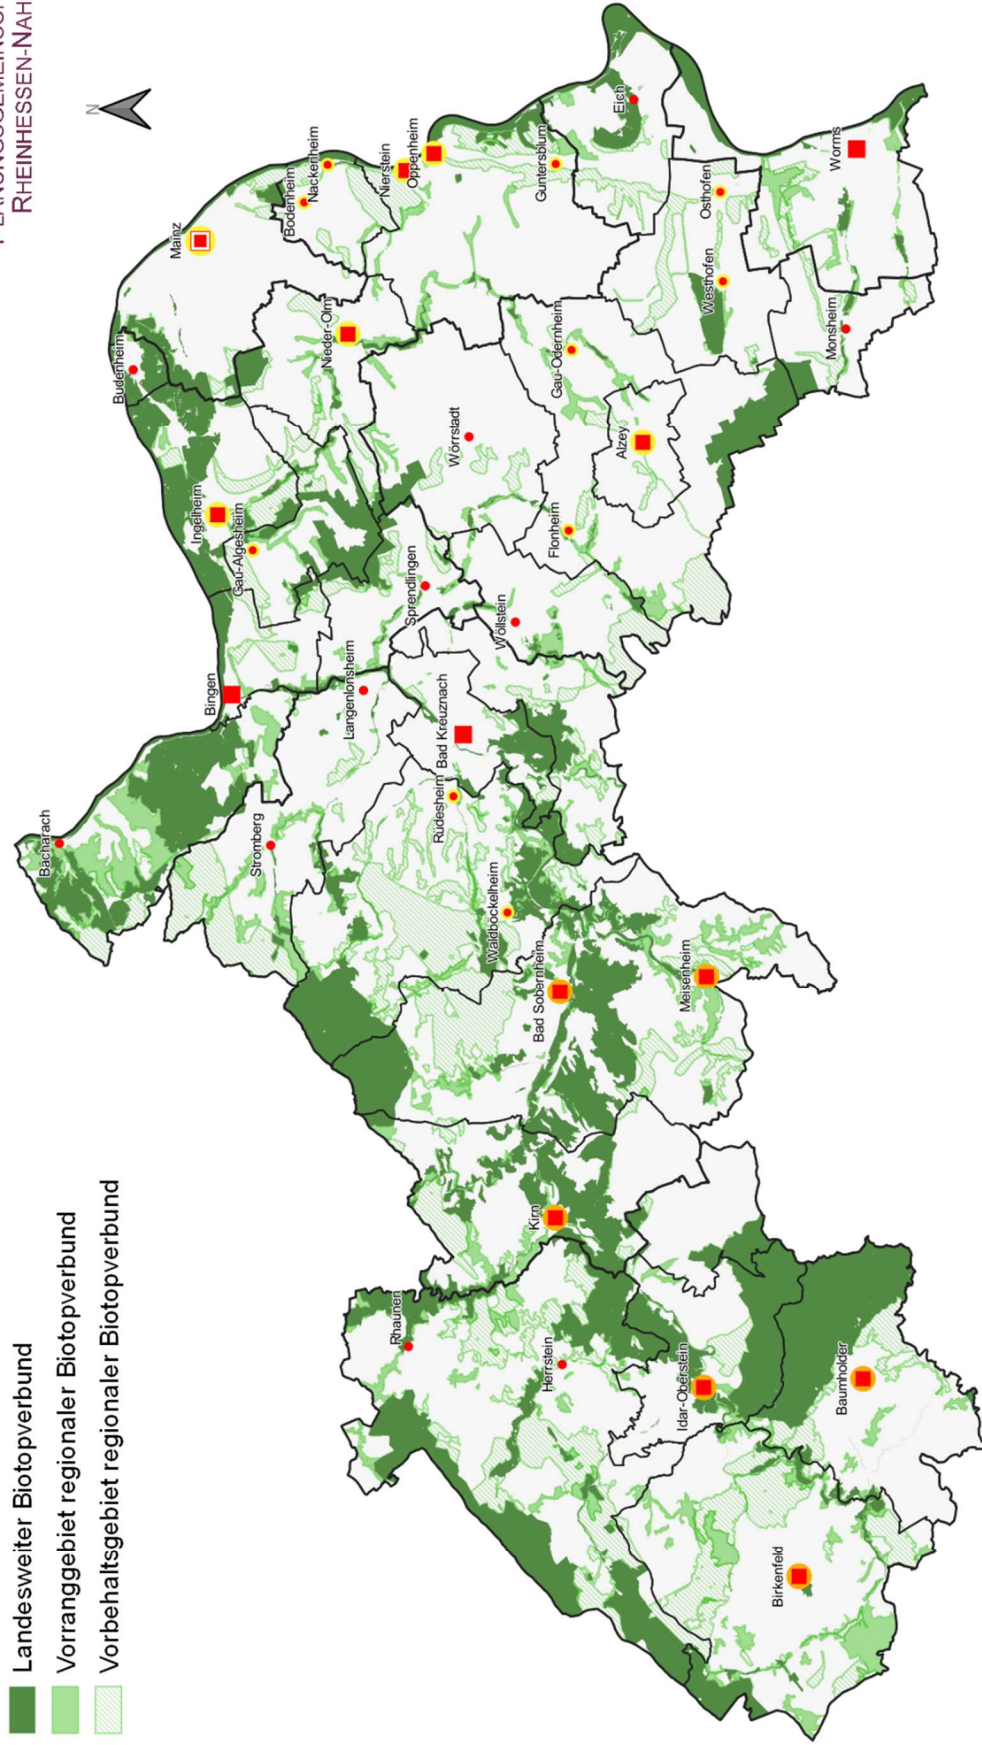 RHEINHESSEN-NAH
Landesweiter Biotopverbund
Vorranggebiet regionaler Biotopverbund
Vorbehaltsgebiet regionaler Biotopverbund
N
Bacharach
Bingen
Ingelheim
Gau-Algesheim
Budenheim
Mainz
Bodenheim
Nackenheim
Nierstein
Oppenheim
Nieder-Olm
Stromberg
Langenlonsheim
Sprendlingen
Wörrstadt
Guntersblum
Eich
Rüdesheim
Bad Kreuznach
Wöllstein
Flonheim
Gau-Odernheim
Alzey
Westhofen
Osthofen
Worms
Monsheim
Waldböckelheim
Bad Sobernheim
Meisenheim
Kirn
Rhaunen
Herrstein
Idar-Oberstein
Baumholder
Birkenfeld